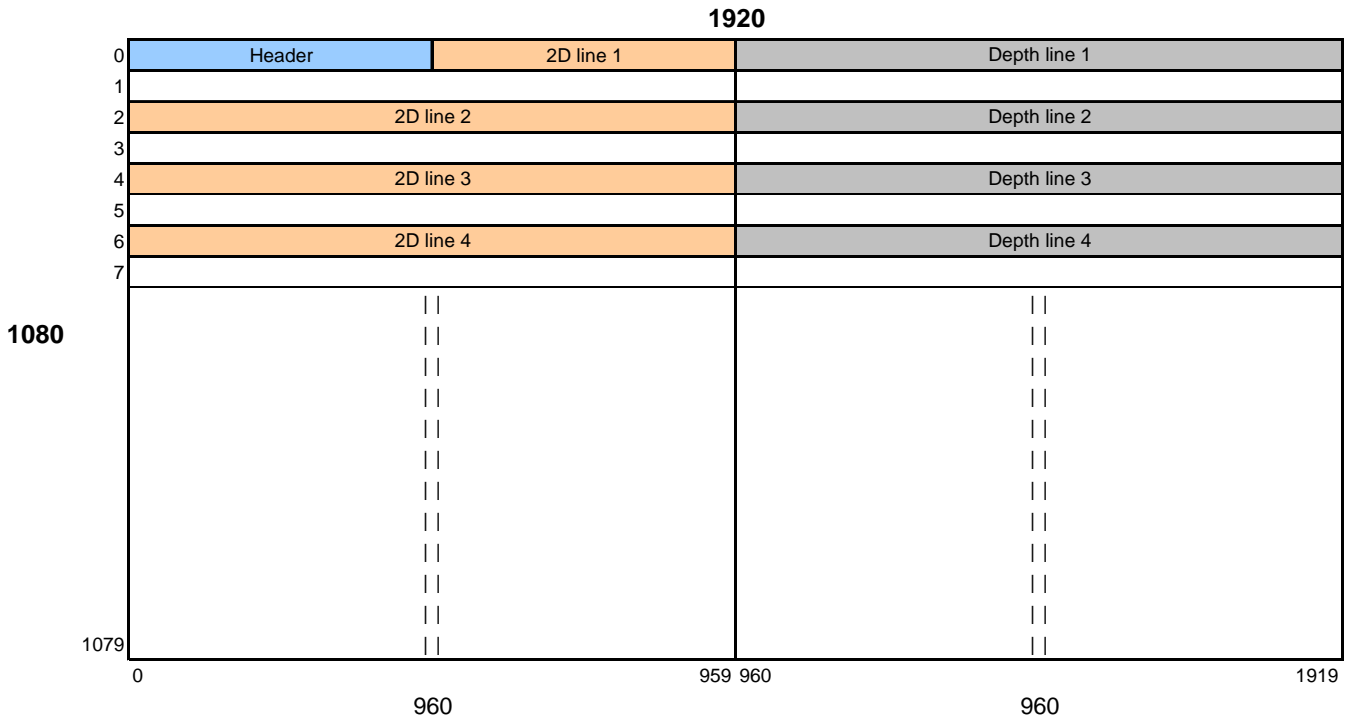 1920
0 Header 2D line 1 Depth line 1
1
2 2D line 2 Depth line 2
3
4 2D line 3 Depth line 3
5
6 2D line 4 Depth line 4
7
1080
1079
0 959 960 1919
960 960